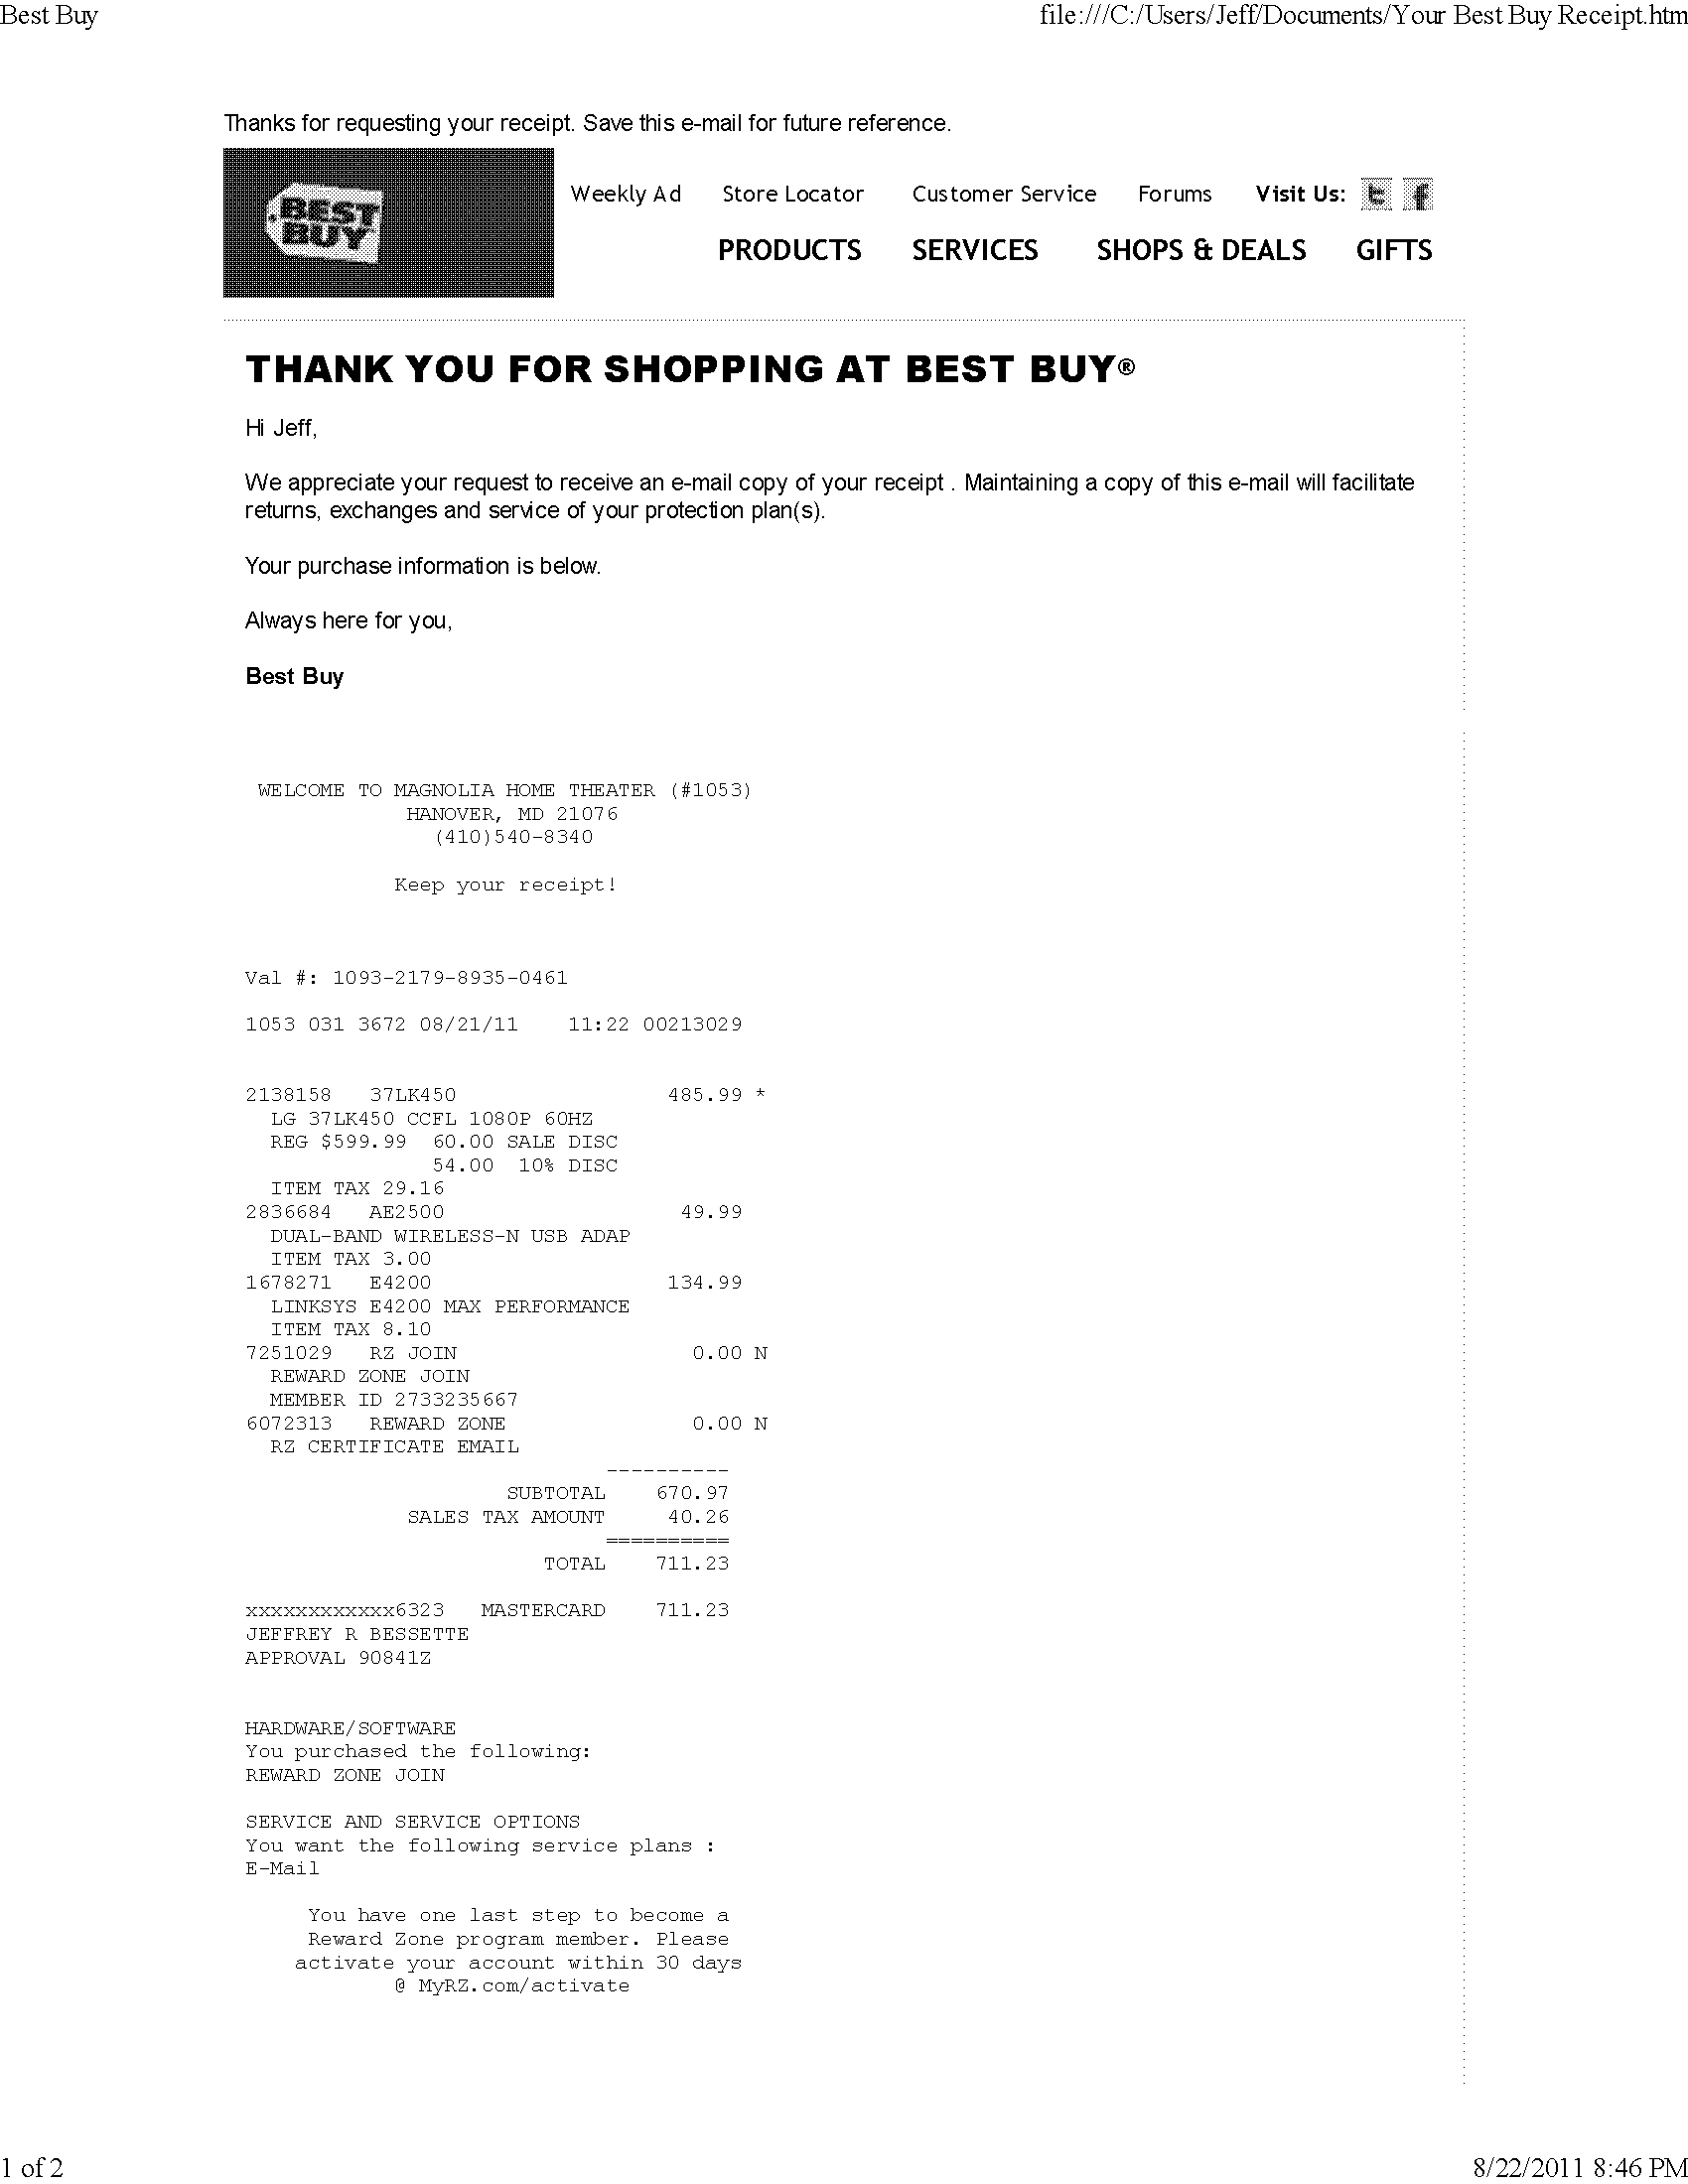 Best Buy file:///C:/Users/Jeff/Documents/Your Best Buy Receipt.htm
Thanks for requesting your receipt. Save this e-mail for future reference.
BEST
BUY
Weekly Ad Store Locator Customer Service Forums Visit Us: t f
PRODUCTS SERVICES SHOPS & DEALS GIFTS
THANK YOU FOR SHOPPING AT BEST BUY®
Hi Jeff,
We appreciate your request to receive an e-mail copy of your receipt . Maintaining a copy of this e-mail will facilitate
returns, exchanges and service of your protection plan(s).
Your purchase information is below.
Always here for you,
Best Buy
WELCOME TO MAGNOLIA HOME THEATER (#1053)
HANOVER, MD 21076
(410)540-8340
Keep your receipt!
Val #: 1093-2179-8935-0461
1053 031 3672 08/21/11 11:22 00213029
2138158 37LK450 485.99 *
LG 37LK450 CCFL 1080P 60HZ
REG $599.99 60.00 SALE DISC
54.00 10% DISC
ITEM TAX 29.16
2836684 AE2500 49.99
DUAL-BAND WIRELESS-N USB ADAP
ITEM TAX 3.00
1678271 E4200 134.99
LINKSYS E4200 MAX PERFORMANCE
ITEM TAX 8.10
7251029 RZ JOIN 0.00 N
REWARD ZONE JOIN
MEMBER ID 2733235667
6072313 REWARD ZONE 0.00 N
RZ CERTIFICATE EMAIL
----------
SUBTOTAL 670.97
SALES TAX AMOUNT 40.26
==========
TOTAL 711.23
xxxxxxxxxxxx6323 MASTERCARD 711.23
JEFFREY R BESSETTE
APPROVAL 90841Z
HARDWARE/SOFTWARE
You purchased the following:
REWARD ZONE JOIN
SERVICE AND SERVICE OPTIONS
You want the following service plans :
E-Mail
You have one last step to become a
Reward Zone program member. Please
activate your account within 30 days
@ MyRZ.com/activate
1 of 2 8/22/2011 8:46 PM